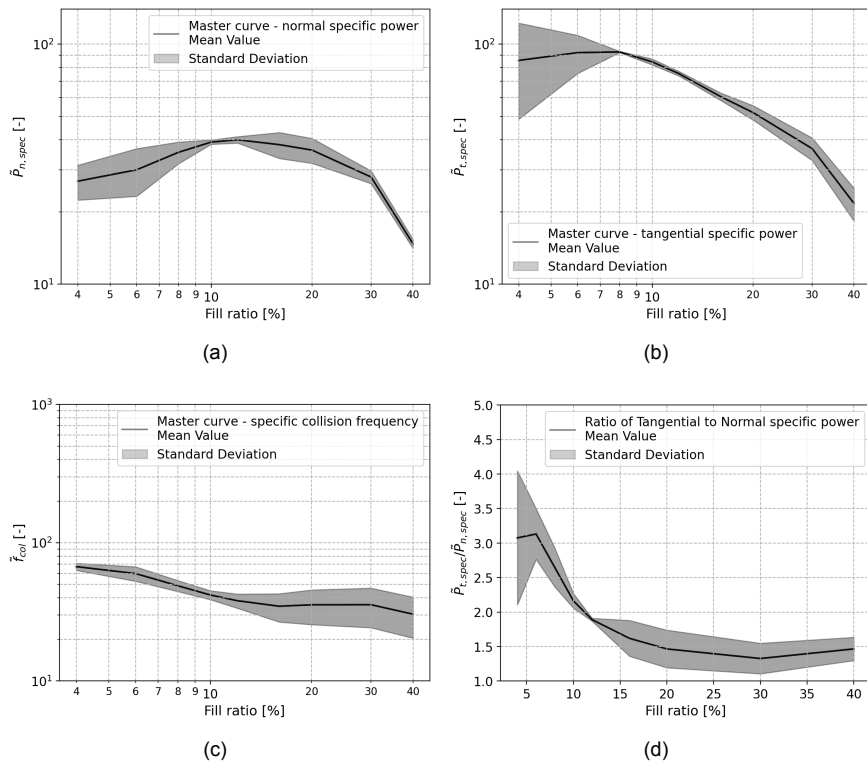 10²
P̃n,spec [-]
10¹
Master curve - normal specific power
Mean Value
Standard Deviation
4 5 6 7 8 9 10 20 30 40
Fill ratio [%]
(a)
10²
P̃t,spec [-]
10¹
Master curve - tangential specific power
Mean Value
Standard Deviation
4 5 6 7 8 9 10 20 30 40
Fill ratio [%]
(b)
10³
10²
f̃col [-]
10¹
Master curve - specific collision frequency
Mean Value
Standard Deviation
4 5 6 7 8 9 10 20 30 40
Fill ratio [%]
(c)
5.0
4.5
4.0
3.5
3.0
2.5
2.0
1.5
1.0
P̃t,spec/P̃n,spec [-]
Ratio of Tangential to Normal specific power
Mean Value
Standard Deviation
5 10 15 20 25 30 35 40
Fill ratio [%]
(d)